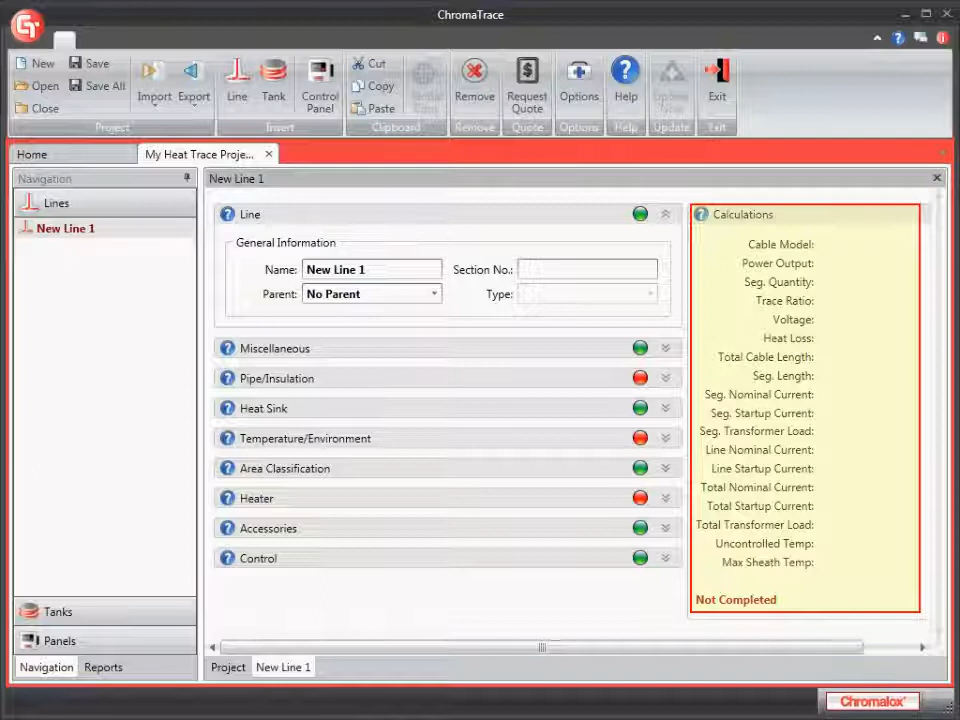 ChromaTrace
New
Open
Close
Save
Save All
Import
Export
Project
Line
Tank
Control Panel
Insert
Cut
Copy
Paste
Clipboard
Remove
Remove
Request Quote
Quote
Options
Options
Help
Help
Update
Exit
Exit
Home
My Heat Trace Proje...
Navigation
Lines
New Line 1
Tanks
Panels
Navigation
Reports
New Line 1
Line
General Information
Name: New Line 1
Section No.:
Parent: No Parent
Type:
Miscellaneous
Pipe/Insulation
Heat Sink
Temperature/Environment
Area Classification
Heater
Accessories
Control
Calculations
Cable Model:
Power Output:
Seg. Quantity:
Trace Ratio:
Voltage:
Heat Loss:
Total Cable Length:
Seg. Length:
Seg. Nominal Current:
Seg. Startup Current:
Seg. Transformer Load:
Line Nominal Current:
Line Startup Current:
Total Nominal Current:
Total Startup Current:
Total Transformer Load:
Uncontrolled Temp:
Max Sheath Temp:
Not Completed
Project
New Line 1
Chromalox